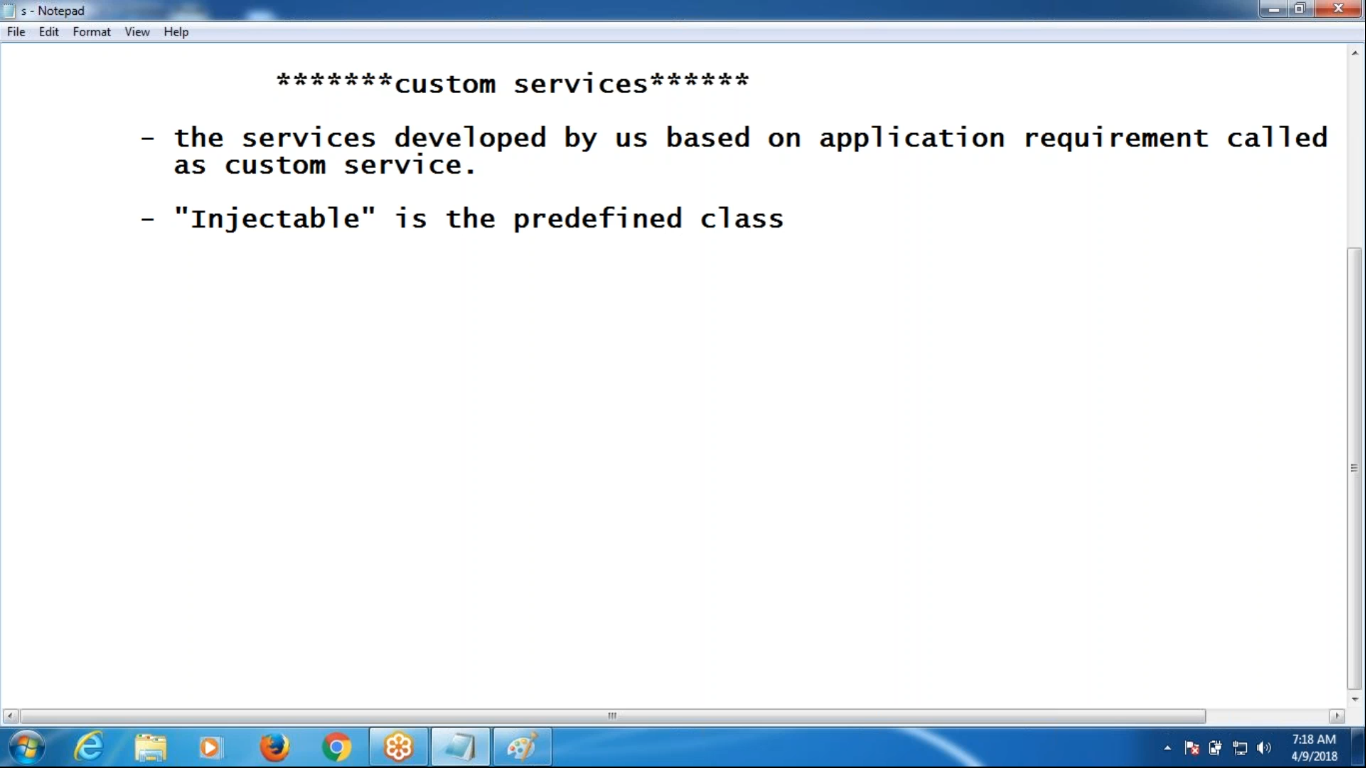 s - Notepad
File Edit Format View Help
*******custom services******
- the services developed by us based on application requirement called
as custom service.
- "Injectable" is the predefined class
7:18 AM
4/9/2018